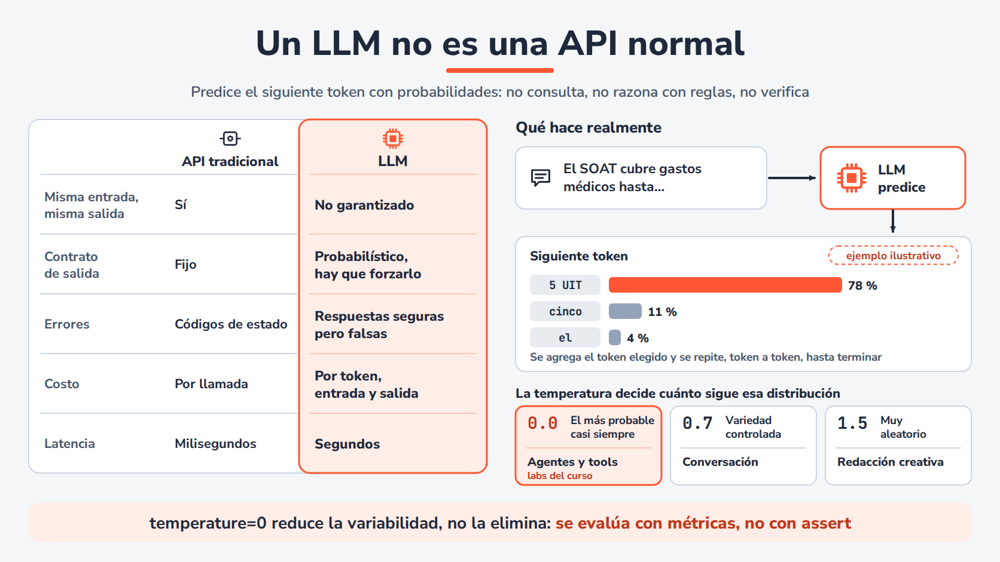 Un LLM no es una API normal
Predice el siguiente token con probabilidades: no consulta, no razona con reglas, no verifica
API tradicional
LLM
Misma entrada,
misma salida
Sí
No garantizado
Contrato
de salida
Fijo
Probabilístico,
hay que forzarlo
Errores
Códigos de estado
Respuestas seguras
pero falsas
Costo
Por llamada
Por token,
entrada y salida
Latencia
Milisegundos
Segundos
Qué hace realmente
El SOAT cubre gastos
médicos hasta...
LLM
predice
Siguiente token
ejemplo ilustrativo
5 UIT
78 %
cinco
11 %
el
4 %
Se agrega el token elegido y se repite, token a token, hasta terminar
La temperatura decide cuánto sigue esa distribución
0.0
El más probable
casi siempre
Agentes y tools
labs del curso
0.7
Variedad
controlada
Conversación
1.5
Muy
aleatorio
Redacción creativa
temperature=0 reduce la variabilidad, no la elimina: se evalúa con métricas, no con assert